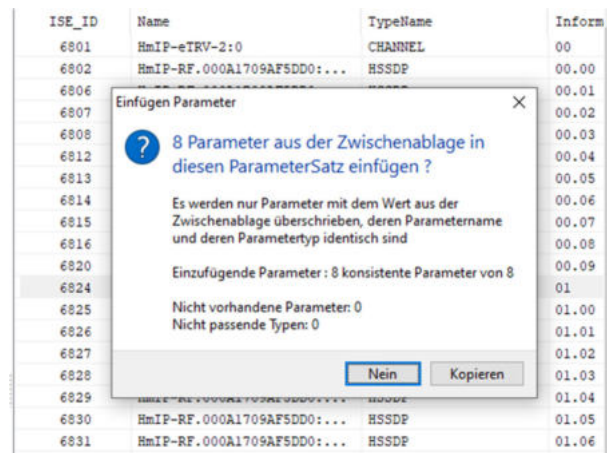 ISE_ID Name TypeName Inform
6801 HmIP-eTRV-2:0 CHANNEL 00
6802 HmIP-RF.000A1709AF5DD0:... HSSDP 00.00
6806 00.01
6807 00.02
6808 00.03
6812 00.04
6813 00.05
6814 00.06
6815 00.07
6816 00.08
6820 00.09
6824 01
6825 01.00
6826 01.01
6827 01.02
6828 01.03
6829 01.04
6830 HmIP-RF.000A1709AF5DD0:... HSSDP 01.05
6831 HmIP-RF.000A1709AF5DD0:... HSSDP 01.06
Einfügen Parameter
8 Parameter aus der Zwischenablage in
diesen ParameterSatz einfügen ?
Es werden nur Parameter mit dem Wert aus der
Zwischenablage überschrieben, deren Parametername
und deren Parametertyp identisch sind
Einzufügende Parameter : 8 konsistente Parameter von 8
Nicht vorhandene Parameter: 0
Nicht passende Typen: 0
Nein Kopieren